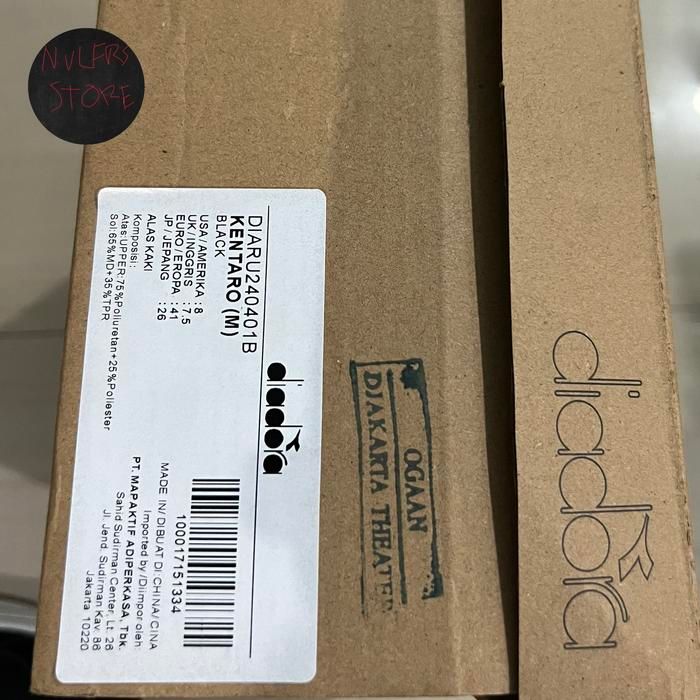 NVLFRS
STORE
diadora
DIARU240401B
KENTARO (M)
BLACK
USA/AMERIKA : 8
UK/INGGRIS : 7.5
EURO/EROPA : 41
JP/JEPANG : 26
ALAS KAKI
Komposisi :
Atas:UPPER:75%Poliuretan+25%Poliester
Sol:65%MD+35%TPR
100017151334
MADE IN/DIBUAT DI:CHINA/CINA
Imported by /Diimpor oleh:
PT. MAPAKTIF ADIPERKASA, Tbk.
Sahid Sudirman Center, Lt. 26
Jl. Jend. Sudirman Kav. 86
Jakarta 10220
OGAAN
DJAKARTA THEATER
diadora